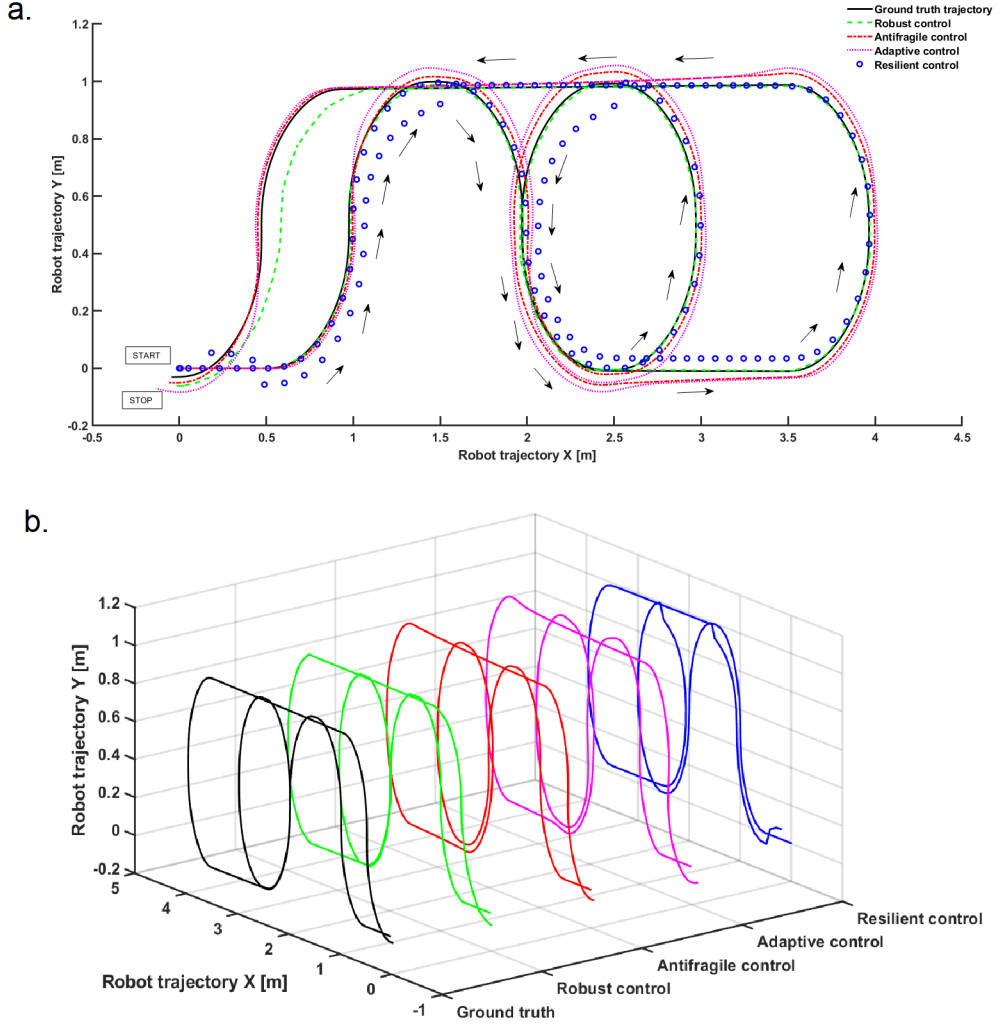 a.
Ground truth trajectory
Robust control
Antifragile control
Adaptive control
Resilient control
1.2
1
0.8
0.6
0.4
0.2
0
-0.2
Robot trajectory Y [m]
START
STOP
-0.5 0 0.5 1 1.5 2 2.5 3 3.5 4 4.5
Robot trajectory X [m]
b.
1.2
1
0.8
0.6
0.4
0.2
0
-0.2
Robot trajectory Y [m]
5
4
3
2
1
0
-1
Robot trajectory X [m]
Resilient control
Adaptive control
Antifragile control
Robust control
Ground truth